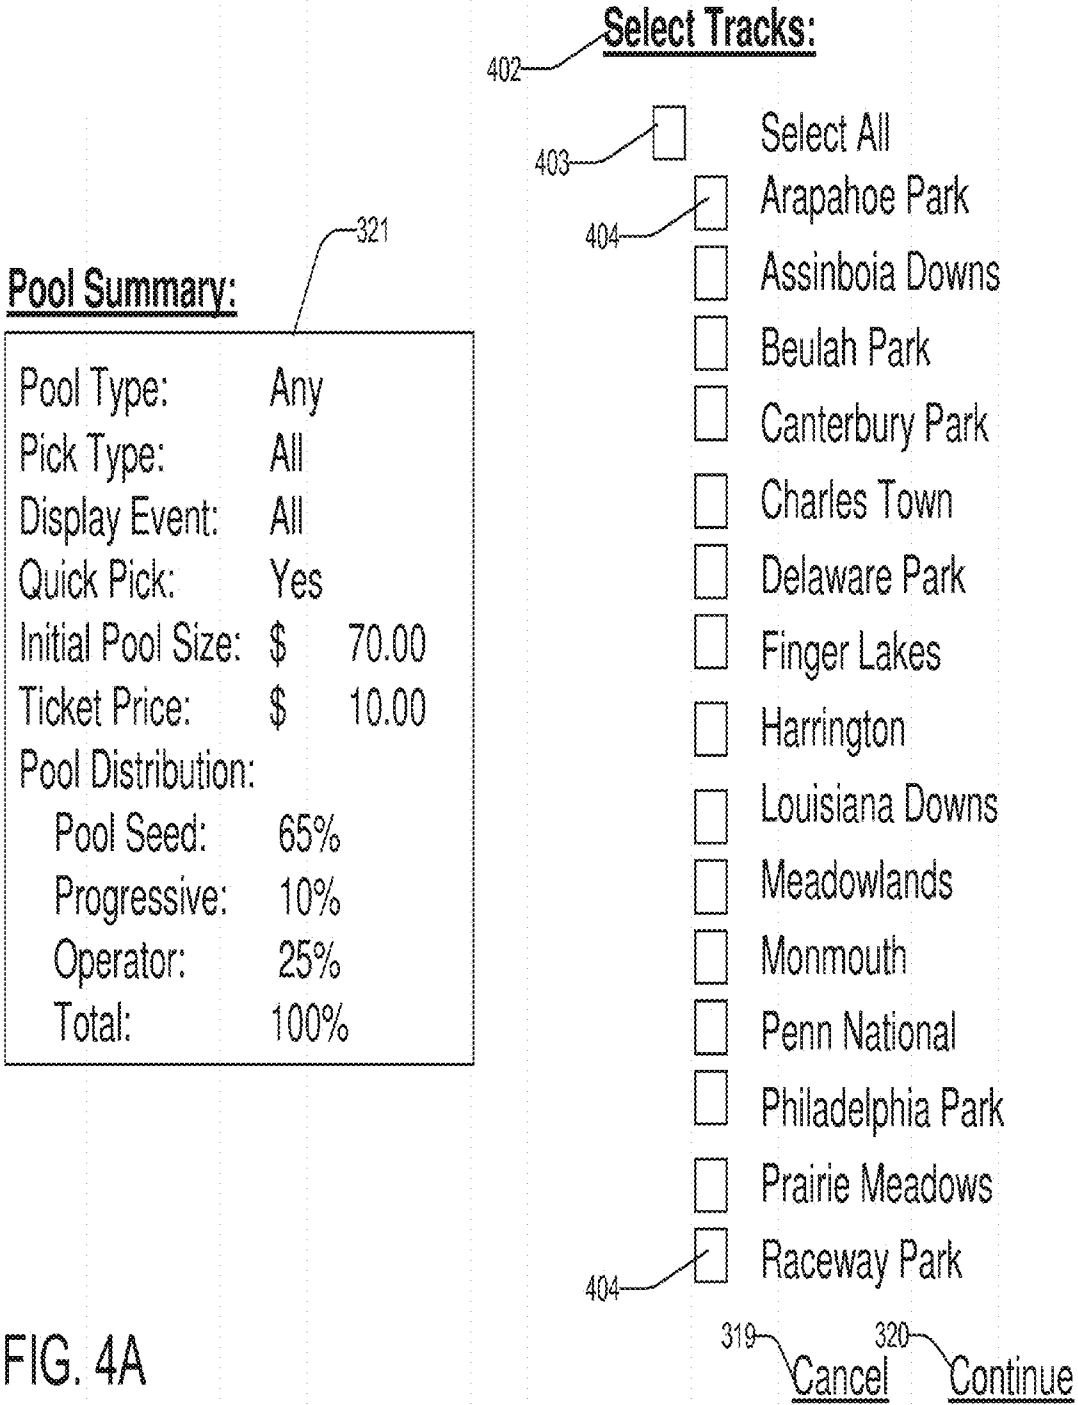 Select Tracks:
402
403
Select All
404
Arapahoe Park
Assinboia Downs
Beulah Park
Canterbury Park
Charles Town
Delaware Park
Finger Lakes
Harrington
Louisiana Downs
Meadowlands
Monmouth
Penn National
Philadelphia Park
Prairie Meadows
Raceway Park
404
321
Pool Summary:
Pool Type: Any
Pick Type: All
Display Event: All
Quick Pick: Yes
Initial Pool Size: $ 70.00
Ticket Price: $ 10.00
Pool Distribution:
Pool Seed: 65%
Progressive: 10%
Operator: 25%
Total: 100%
319
Cancel
320
Continue
FIG. 4A